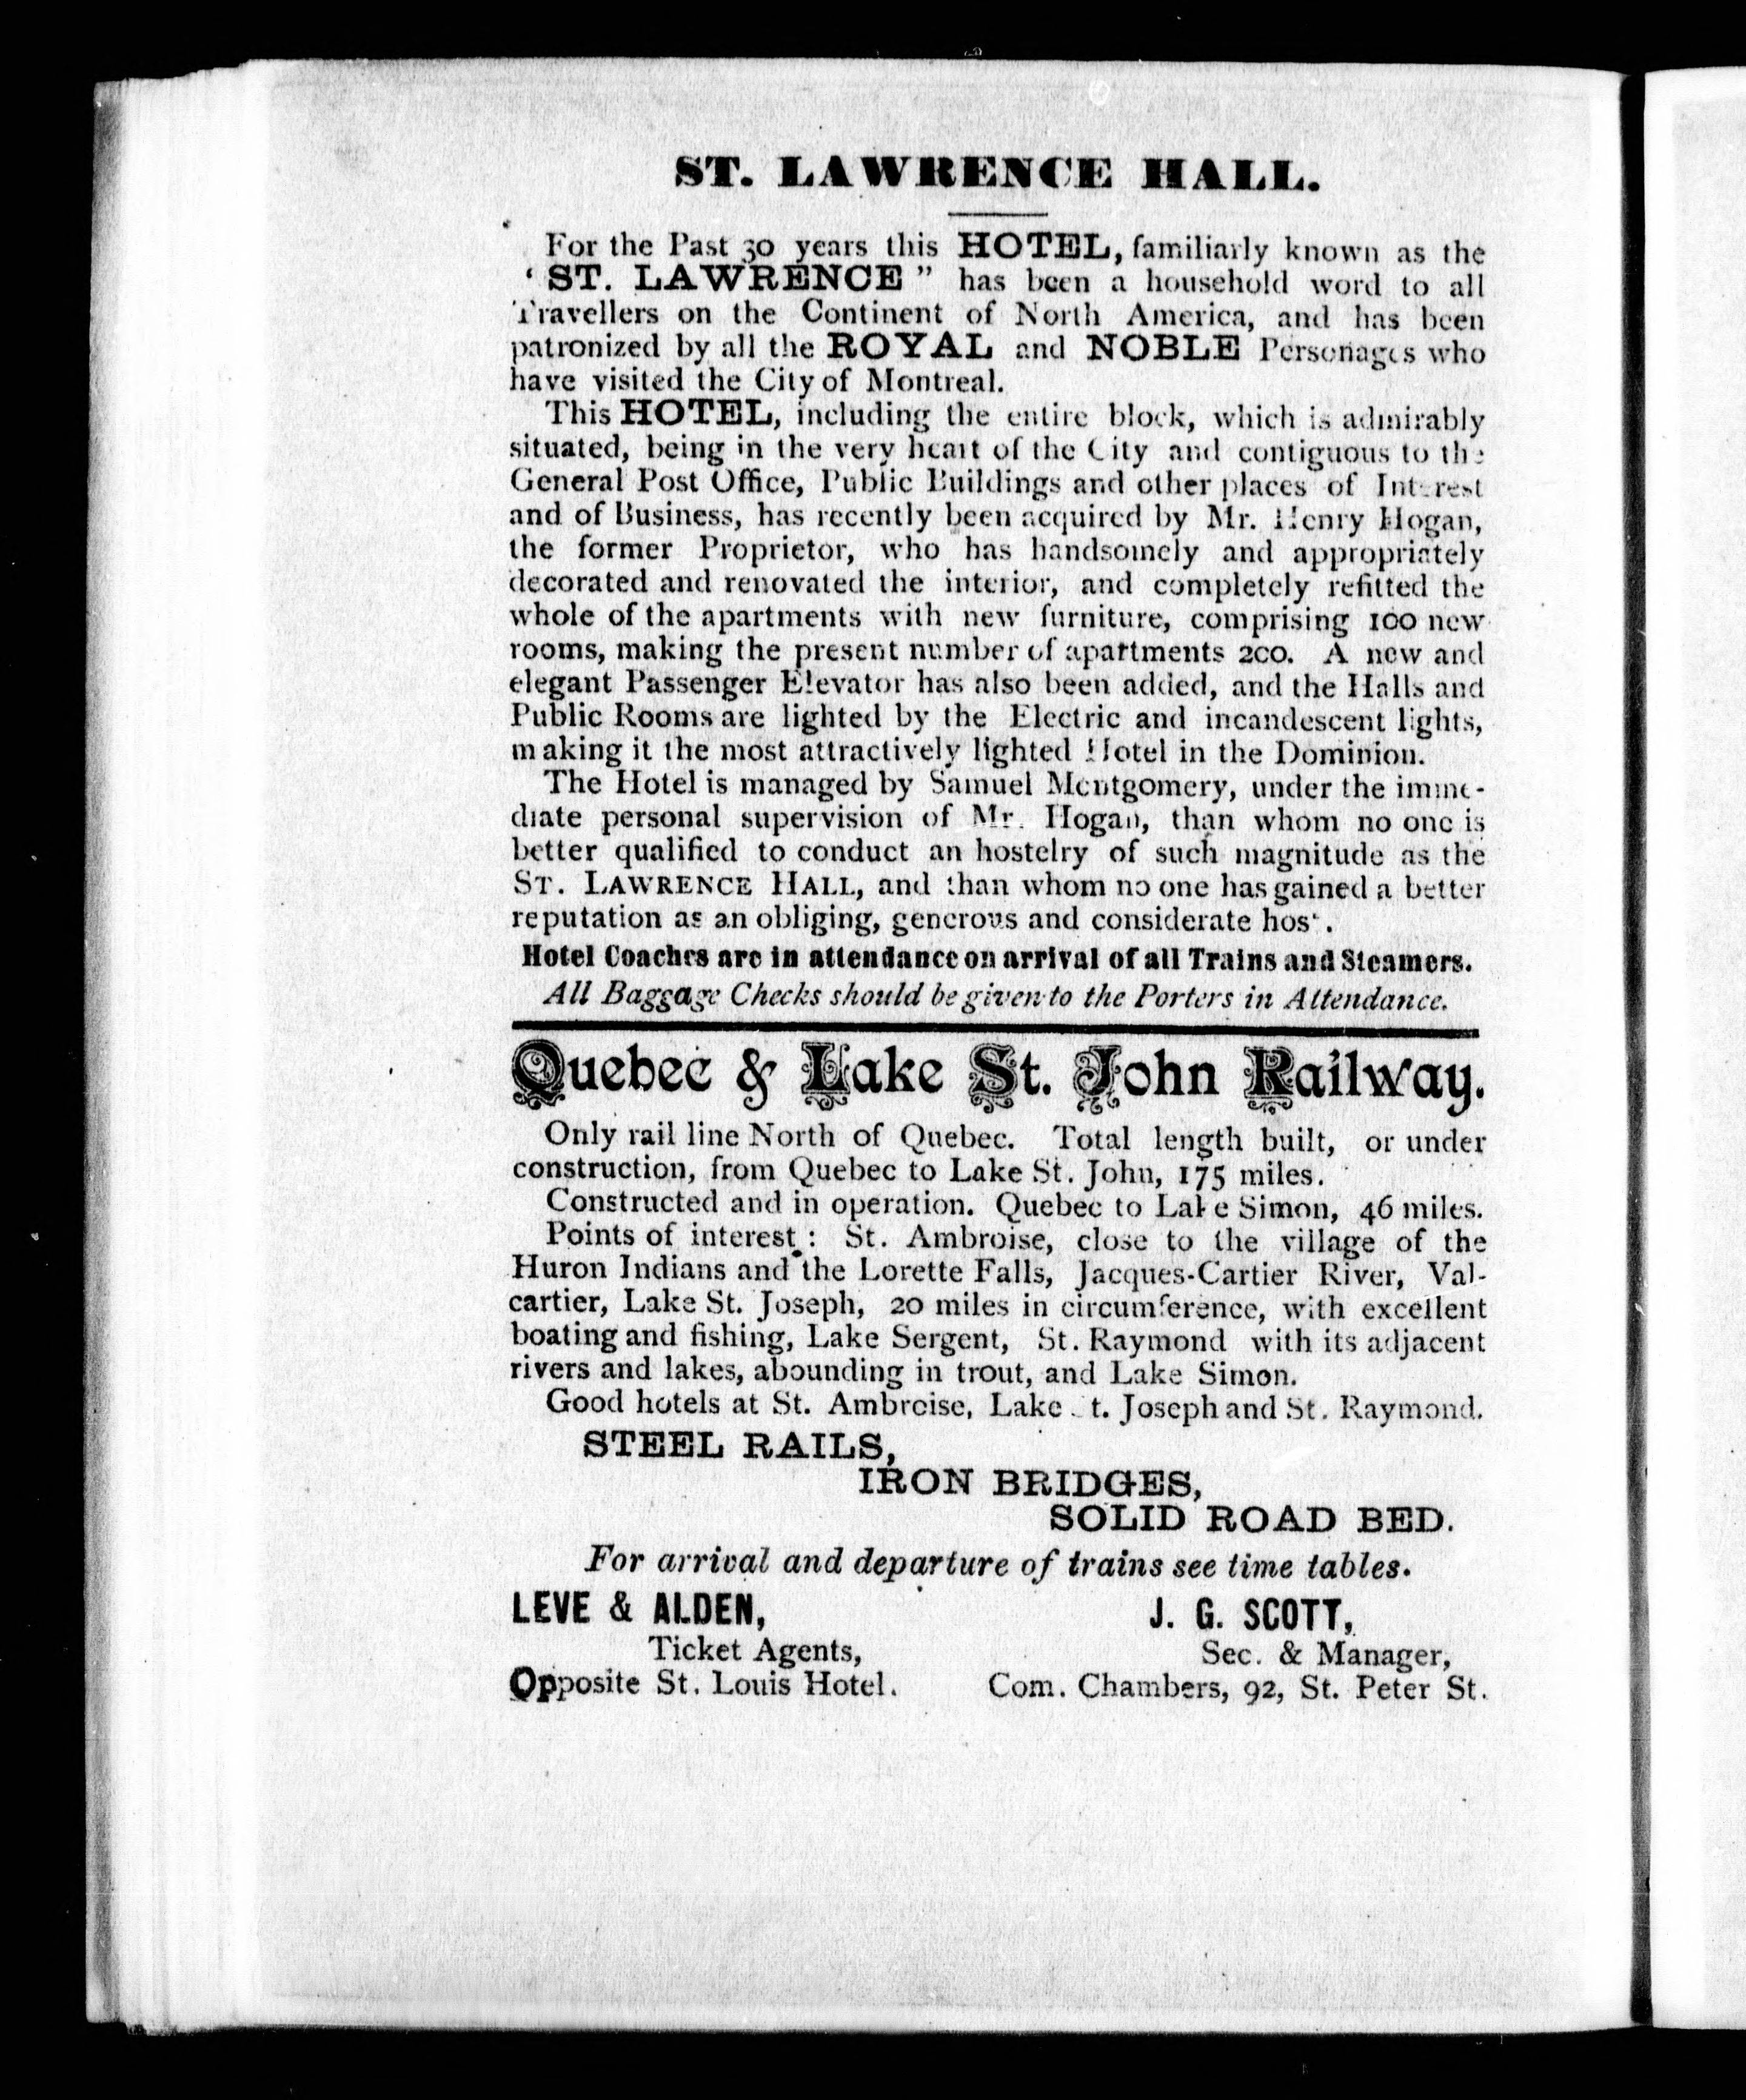 ST. LAWRENCE HALL.
For the Past 30 years this HOTEL, familiarly known as the
‘ ST. LAWRENCE ” has been a household word to all
Travellers on the Continent of North America, and has been
patronized by all the ROYAL and NOBLE Personages who
have visited the City of Montreal.
This HOTEL, including the entire block, which is admirably
situated, being in the very heart of the City and contiguous to the
General Post Office, Public Buildings and other places of Interest
and of Business, has recently been acquired by Mr. Henry Hogan,
the former Proprietor, who has handsomely and appropriately
decorated and renovated the interior, and completely refitted the
whole of the apartments with new furniture, comprising 100 new
rooms, making the present number of apartments 200. A new and
elegant Passenger Elevator has also been added, and the Halls and
Public Rooms are lighted by the Electric and incandescent lights,
making it the most attractively lighted Hotel in the Dominion.
The Hotel is managed by Samuel Montgomery, under the imme-
diate personal supervision of Mr. Hogan, than whom no one is
better qualified to conduct an hostelry of such magnitude as the
ST. LAWRENCE HALL, and than whom no one has gained a better
reputation as an obliging, generous and considerate host.
Hotel Coaches are in attendance on arrival of all Trains and Steamers.
All Baggage Checks should be given to the Porters in Attendance.
Quebec & Lake St. John Railway.
Only rail line North of Quebec. Total length built, or under
construction, from Quebec to Lake St. John, 175 miles.
Constructed and in operation. Quebec to Lake Simon, 46 miles.
Points of interest : St. Ambroise, close to the village of the
Huron Indians and the Lorette Falls, Jacques-Cartier River, Val-
cartier, Lake St. Joseph, 20 miles in circumference, with excellent
boating and fishing, Lake Sergent, St. Raymond with its adjacent
rivers and lakes, abounding in trout, and Lake Simon.
Good hotels at St. Ambroise, Lake St. Joseph and St. Raymond.
STEEL RAILS,
IRON BRIDGES,
SOLID ROAD BED.
For arrival and departure of trains see time tables.
LEVE & ALDEN, J. G. SCOTT,
Ticket Agents, Sec. & Manager,
Opposite St. Louis Hotel. Com. Chambers, 92, St. Peter St.